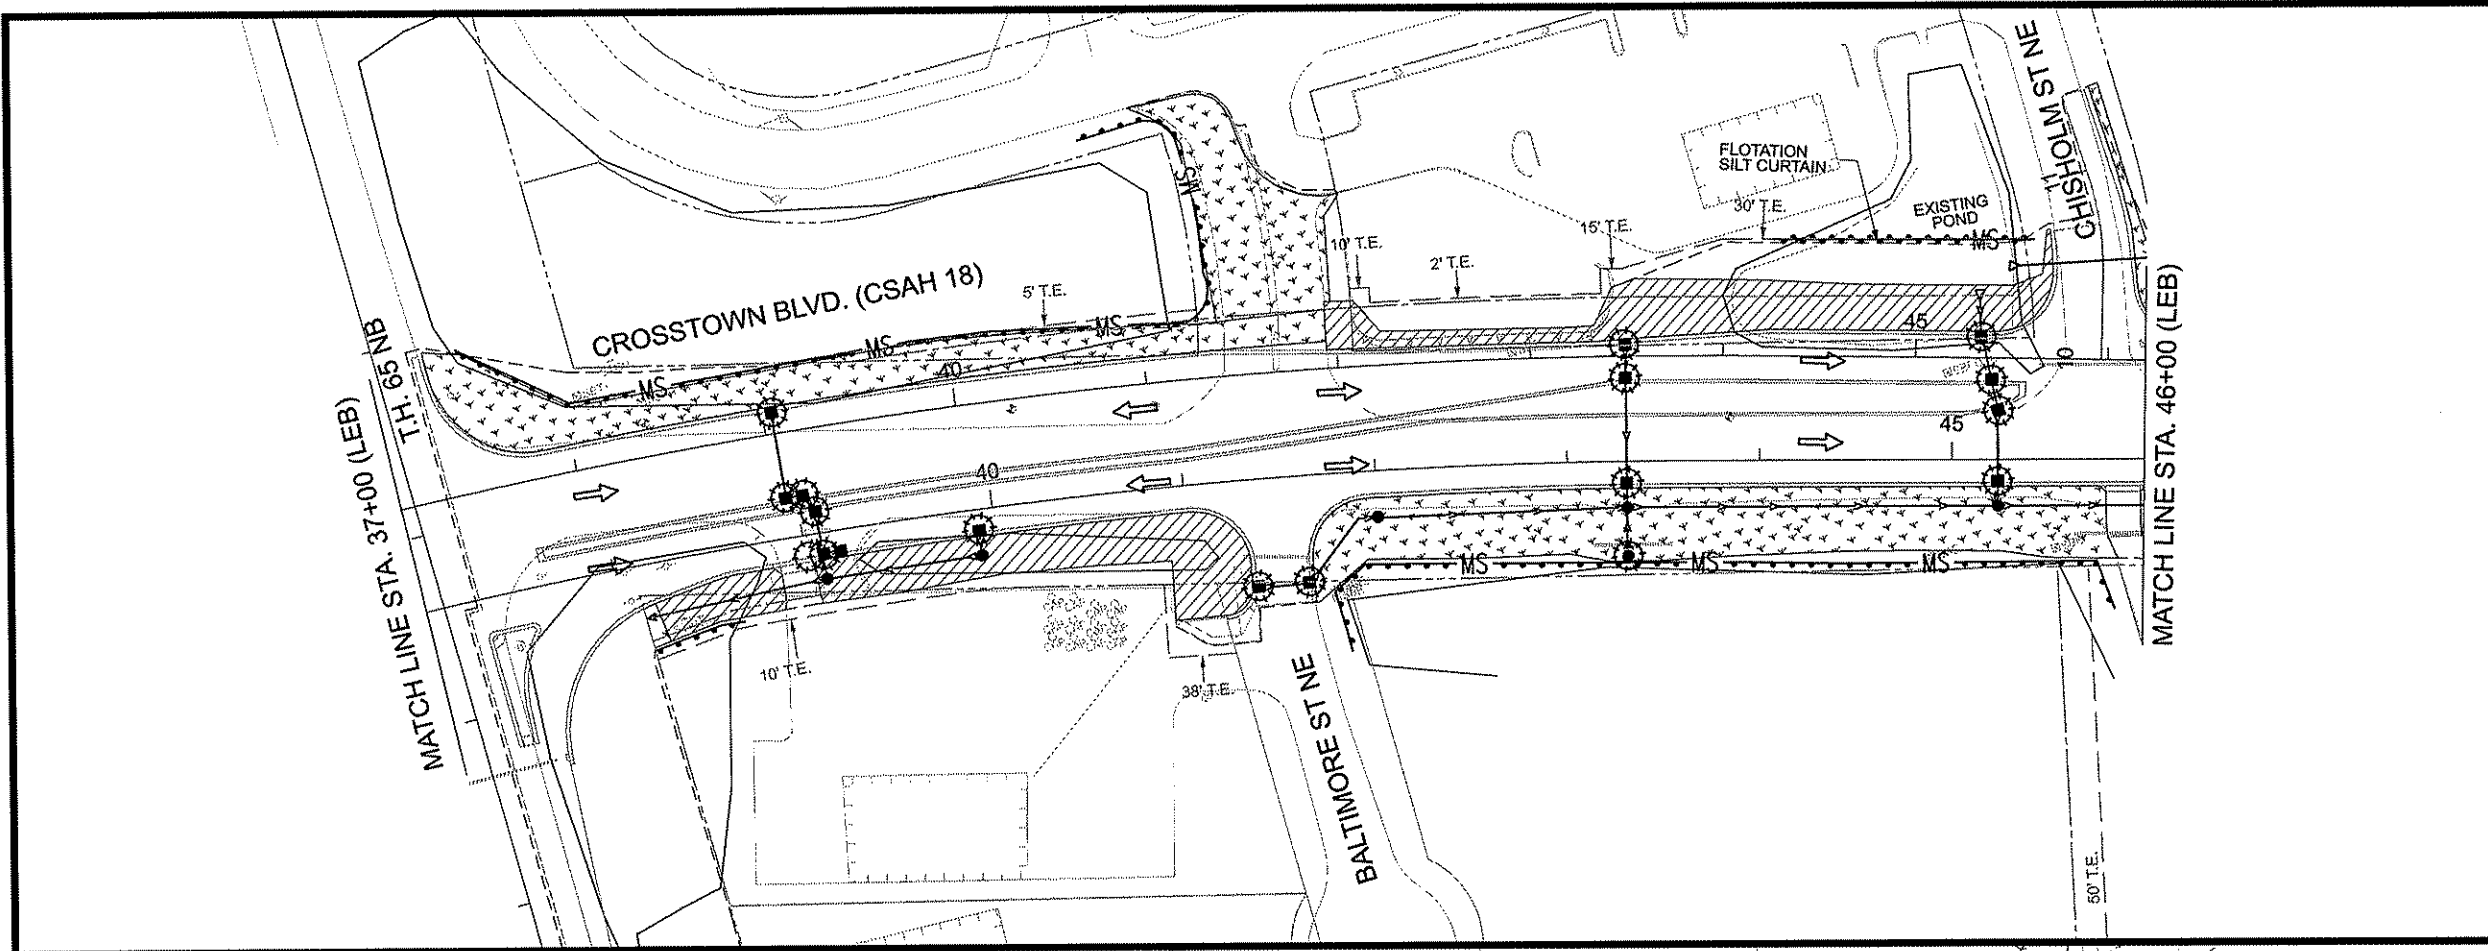 CHISHOLM ST NE
11
FLOTATION
SILT CURTAIN
30' T.E.
EXISTING
POND
MS
MS
15' T.E.
10' T.E.
2' T.E.
5' T.E.
CROSSTOWN BLVD. (CSAH 18)
MS
MS
MS
40
45
10
T.H. 65 NB
MATCH LINE STA. 37+00 (LEB)
MATCH LINE STA. 46+00 (LEB)
45
40
MS
MS
MS
10' T.E.
38' T.E.
BALTIMORE ST NE
50' T.E.